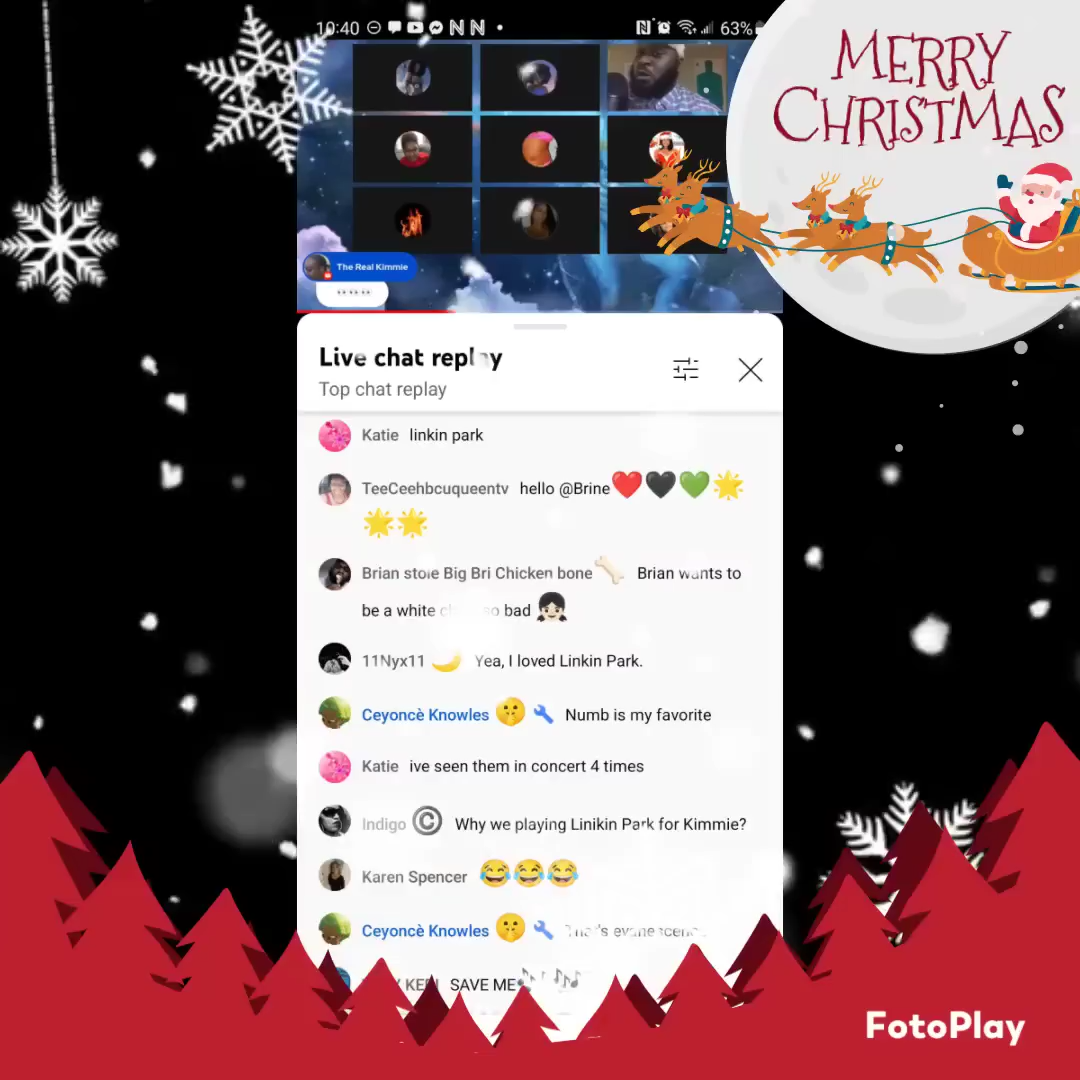 10:40
63%
MERRY
CHRISTMAS
The Real Kimmie
Live chat replay
Top chat replay
Katie linkin park
TeeCeehbcuqueentv hello @Brine
Brian stole Big Bri Chicken bone Brian wants to
be a white so bad
11Nyx11 Yea, I loved Linkin Park.
Ceyoncè Knowles Numb is my favorite
Katie ive seen them in concert 4 times
Indigo © Why we playing Linikin Park for Kimmie?
Karen Spencer
Ceyoncè Knowles
SAVE ME
FotoPlay